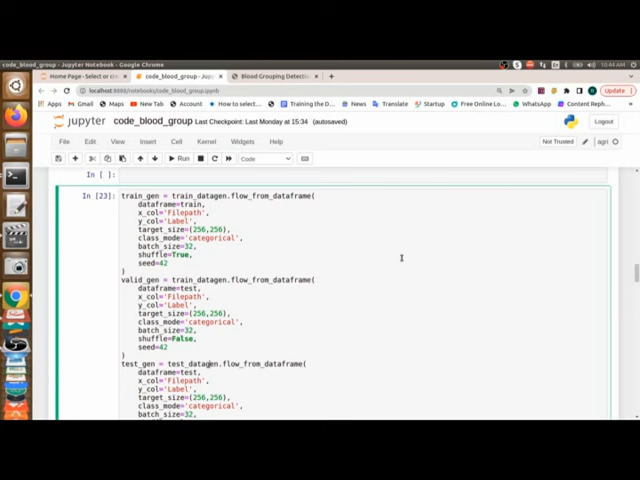 code_blood_group - Jupyter Notebook - Google Chrome
10:44 AM
Home Page - Select or cre
code_blood_group - Jup
Blood Grouping Detectio
localhost:8888/notebooks/code_blood_group.ipynb
Update
Apps
Gmail
Maps
New Tab
Account
How to select...
Training the D...
News
Translate
Startup
Free Online Lo...
WhatsApp
Content Reph...
jupyter code_blood_group Last Checkpoint: Last Monday at 15:34 (autosaved)
Logout
File Edit View Insert Cell Kernel Widgets Help
Not Trusted
agri
Run
Code
In [ ]:
In [23]:
train_gen = train_datagen.flow_from_dataframe(
dataframe=train,
x_col='Filepath',
y_col='Label',
target_size=(256,256),
class_mode='categorical',
batch_size=32,
shuffle=True,
seed=42
)
valid_gen = train_datagen.flow_from_dataframe(
dataframe=test,
x_col='Filepath',
y_col='Label',
target_size=(256,256),
class_mode='categorical',
batch_size=32,
shuffle=False,
seed=42
)
test_gen = test_datagen.flow_from_dataframe(
dataframe=test,
x_col='Filepath',
y_col='Label',
target_size=(256,256),
class_mode='categorical',
batch_size=32,